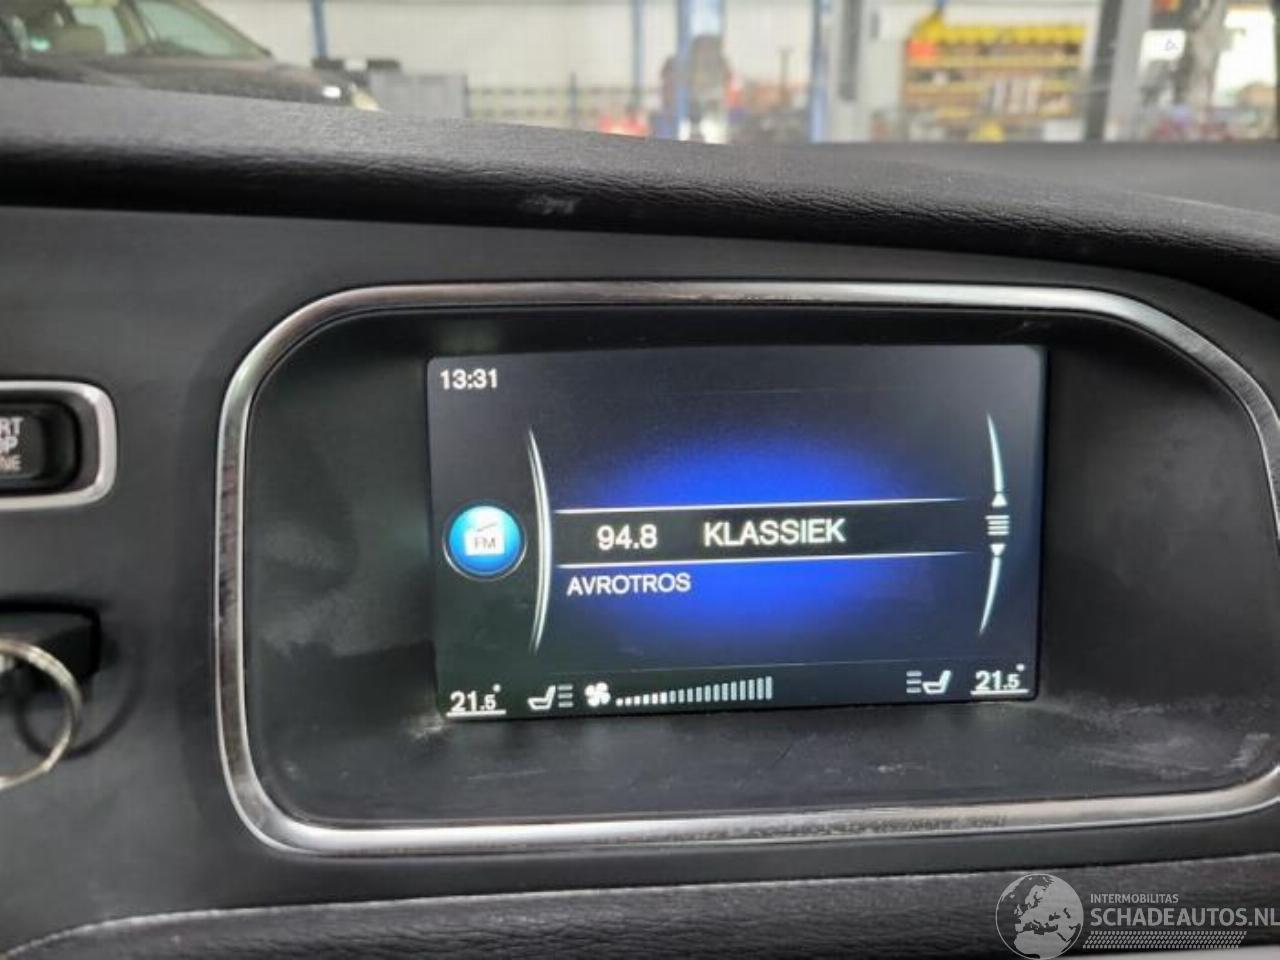 13:31
94.8 KLASSIEK
FM
AVROTROS
21.5°
21.5°
INTERMOBILITAS
SCHADEAUTOS.NL